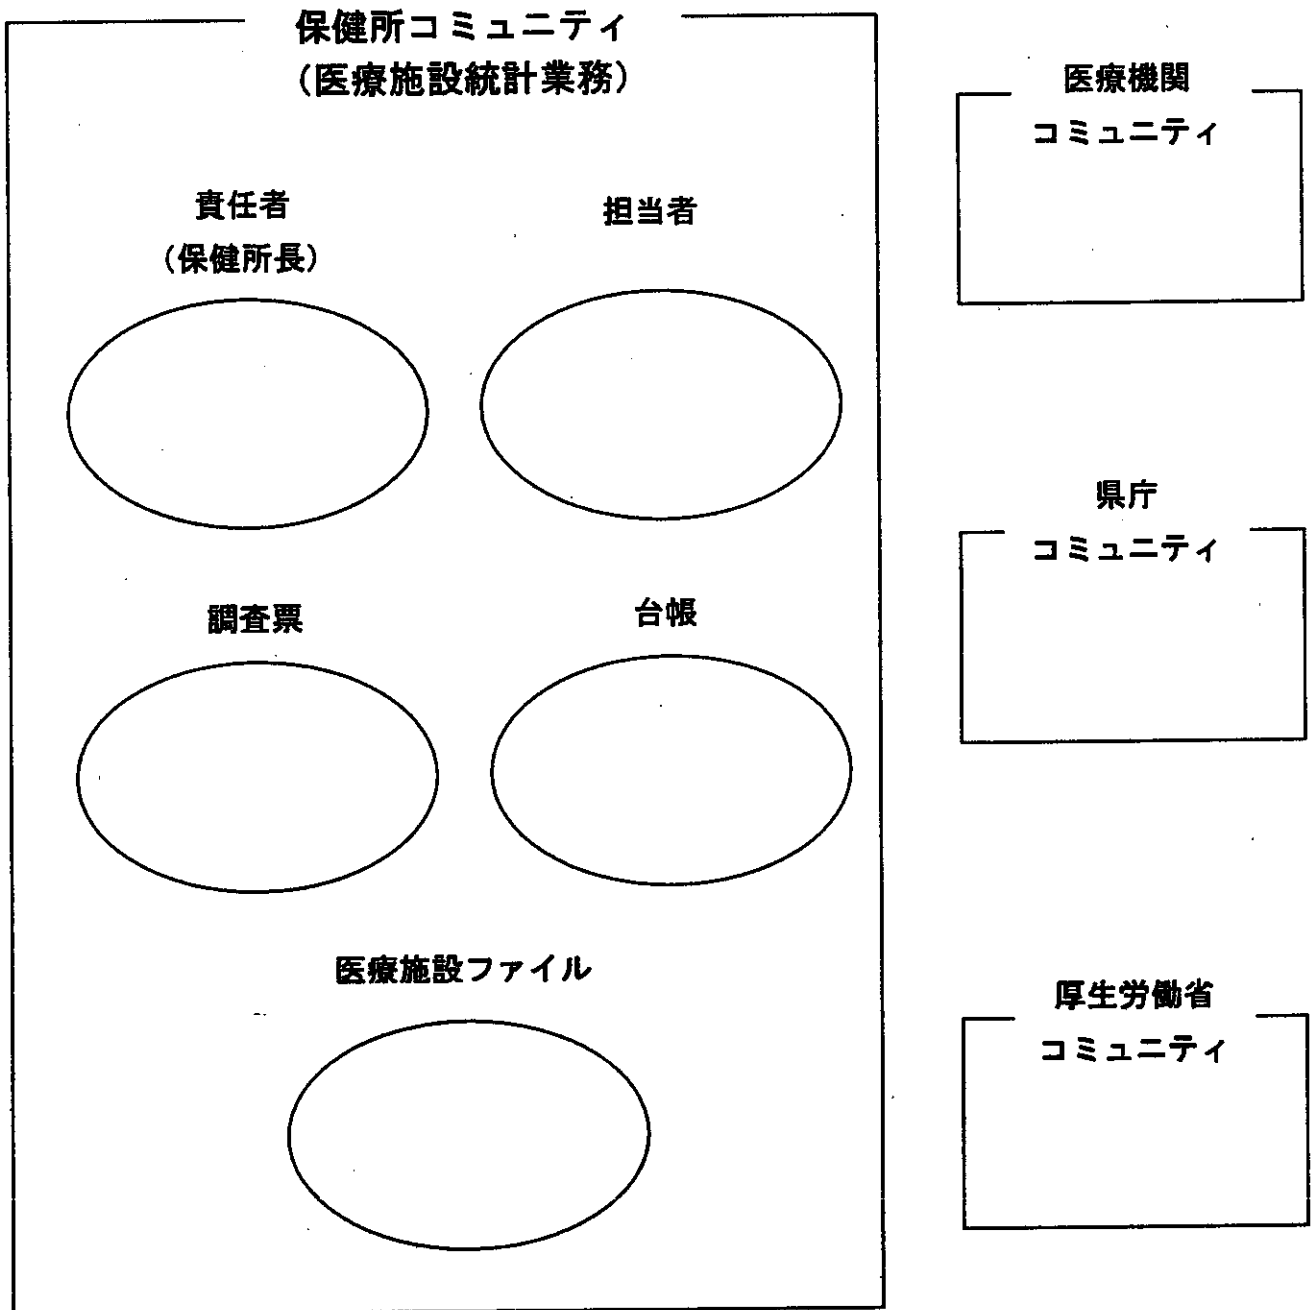 保健所コミュニティ
(医療施設統計業務)
責任者
(保健所長)
担当者
調査票
台帳
医療施設ファイル
医療機関
コミュニティ
県庁
コミュニティ
厚生労働省
コミュニティ